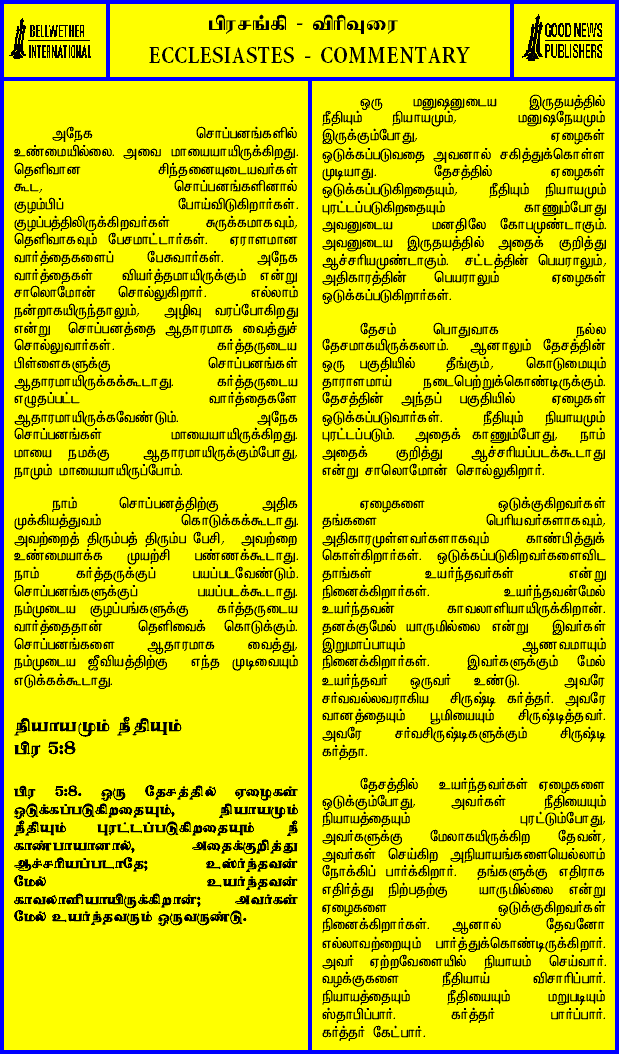 BELLWETHER
INTERNATIONAL
பிரசங்கி - விரிவுரை
ECCLESIASTES - COMMENTARY
GOOD NEWS
PUBLISHERS
அநேக சொப்பனங்களில்
உண்மையில்லை. அவை மாயையாயிருக்கிறது.
தெளிவான சிந்தனையுடையவர்கள்
கூட, சொப்பனங்களினால்
குழம்பிப் போய்விடுகிறார்கள்.
குழப்பத்திலிருக்கிறவர்கள் சுருக்கமாகவும்,
தெளிவாகவும் பேசமாட்டார்கள். ஏராளமான
வார்த்தைகளைப் பேசுவார்கள். அநேக
வார்த்தைகள் வியர்த்தமாயிருக்கும் என்று
சாலொமோன் சொல்லுகிறார். எல்லாம்
நன்றாகயிருந்தாலும், அழிவு வரப்போகிறது
என்று சொப்பனத்தை ஆதாரமாக வைத்துச்
சொல்லுவார்கள். கர்த்தருடைய
பிள்ளைகளுக்கு சொப்பனங்கள்
ஆதாரமாயிருக்கக்கூடாது. கர்த்தருடைய
எழுதப்பட்ட வார்த்தைகளே
ஆதாரமாயிருக்கவேண்டும். அநேக
சொப்பனங்கள் மாயையாயிருக்கிறது.
மாயை நமக்கு ஆதாரமாயிருக்கும்போது,
நாமும் மாயையாயிருப்போம்.
நாம் சொப்பனத்திற்கு அதிக
முக்கியத்துவம் கொடுக்கக்கூடாது.
அவற்றைத் திரும்பத் திரும்ப பேசி, அவற்றை
உண்மையாக்க முயற்சி பண்ணக்கூடாது.
நாம் கர்த்தருக்குப் பயப்படவேண்டும்.
சொப்பனங்களுக்குப் பயப்படக்கூடாது.
நம்முடைய குழப்பங்களுக்கு கர்த்தருடைய
வார்த்தைதான் தெளிவைக் கொடுக்கும்.
சொப்பனங்களை ஆதாரமாக வைத்து,
நம்முடைய ஜீவியத்திற்கு எந்த முடிவையும்
எடுக்கக்கூடாது.
நியாயமும் நீதியும்
பிர 5:8
பிர 5:8. ஒரு தேசத்தில் ஏழைகள்
ஒடுக்கப்படுகிறதையும், நியாயமும்
நீதியும் புரட்டப்படுகிறதையும் நீ
காண்பாயானால், அதைக்குறித்து
ஆச்சரியப்படாதே; உயர்ந்தவன்
மேல் உயர்ந்தவன்
காவலாளியாயிருக்கிறான்; அவர்கள்
மேல் உயர்ந்தவரும் ஒருவருண்டு.
ஒரு மனுஷனுடைய இருதயத்தில்
நீதியும் நியாயமும், மனுஷநேயமும்
இருக்கும்போது, ஏழைகள்
ஒடுக்கப்படுவதை அவனால் சகித்துக்கொள்ள
முடியாது. தேசத்தில் ஏழைகள்
ஒடுக்கப்படுகிறதையும், நீதியும் நியாயமும்
புரட்டப்படுகிறதையும் காணும்போது
அவனுடைய மனதிலே கோபமுண்டாகும்.
அவனுடைய இருதயத்தில் அதைக் குறித்து
ஆச்சரியமுண்டாகும். சட்டத்தின் பெயராலும்,
அதிகாரத்தின் பெயராலும் ஏழைகள்
ஒடுக்கப்படுகிறார்கள்.
தேசம் பொதுவாக நல்ல
தேசமாகயிருக்கலாம். ஆனாலும் தேசத்தின்
ஒரு பகுதியில் தீங்கும், கொடுமையும்
தாராளமாய் நடைபெற்றுக்கொண்டிருக்கும்.
தேசத்தின் அந்தப் பகுதியில் ஏழைகள்
ஒடுக்கப்படுவார்கள். நீதியும் நியாயமும்
புரட்டப்படும். அதைக் காணும்போது, நாம்
அதைக் குறித்து ஆச்சரியப்படக்கூடாது
என்று சாலொமோன் சொல்லுகிறார்.
ஏழைகளை ஒடுக்குகிறவர்கள்
தங்களை பெரியவர்களாகவும்,
அதிகாரமுள்ளவர்களாகவும் காண்பித்துக்
கொள்கிறார்கள். ஒடுக்கப்படுகிறவர்களைவிட
தாங்கள் உயர்ந்தவர்கள் என்று
நினைக்கிறார்கள். உயர்ந்தவன்மேல்
உயர்ந்தவன் காவலாளியாயிருக்கிறான்.
தனக்குமேல் யாருமில்லை என்று இவர்கள்
இறுமாப்பாயும் ஆணவமாயும்
நினைக்கிறார்கள். இவர்களுக்கும் மேல்
உயர்ந்தவர் ஒருவர் உண்டு. அவரே
சர்வவல்லவராகிய சிருஷ்டி கர்த்தர். அவரே
வானத்தையும் பூமியையும் சிருஷ்டித்தவர்.
அவரே சர்வசிருஷ்டிகளுக்கும் சிருஷ்டி
கர்த்தா.
தேசத்தில் உயர்ந்தவர்கள் ஏழைகளை
ஒடுக்கும்போது, அவர்கள் நீதியையும்
நியாயத்தையும் புரட்டும்போது,
அவர்களுக்கு மேலாகயிருக்கிற தேவன்,
அவர்கள் செய்கிற அநியாயங்களையெல்லாம்
நோக்கிப் பார்க்கிறார். தங்களுக்கு எதிராக
எதிர்த்து நிற்பதற்கு யாருமில்லை என்று
ஏழைகளை ஒடுக்குகிறவர்கள்
நினைக்கிறார்கள். ஆனால் தேவனோ
எல்லாவற்றையும் பார்த்துக்கொண்டிருக்கிறார்.
அவர் ஏற்றவேளையில் நியாயம் செய்வார்.
வழக்குகளை நீதியாய் விசாரிப்பார்.
நியாயத்தையும் நீதியையும் மறுபடியும்
ஸ்தாபிப்பார். கர்த்தர் பார்ப்பார்.
கர்த்தர் கேட்பார்.